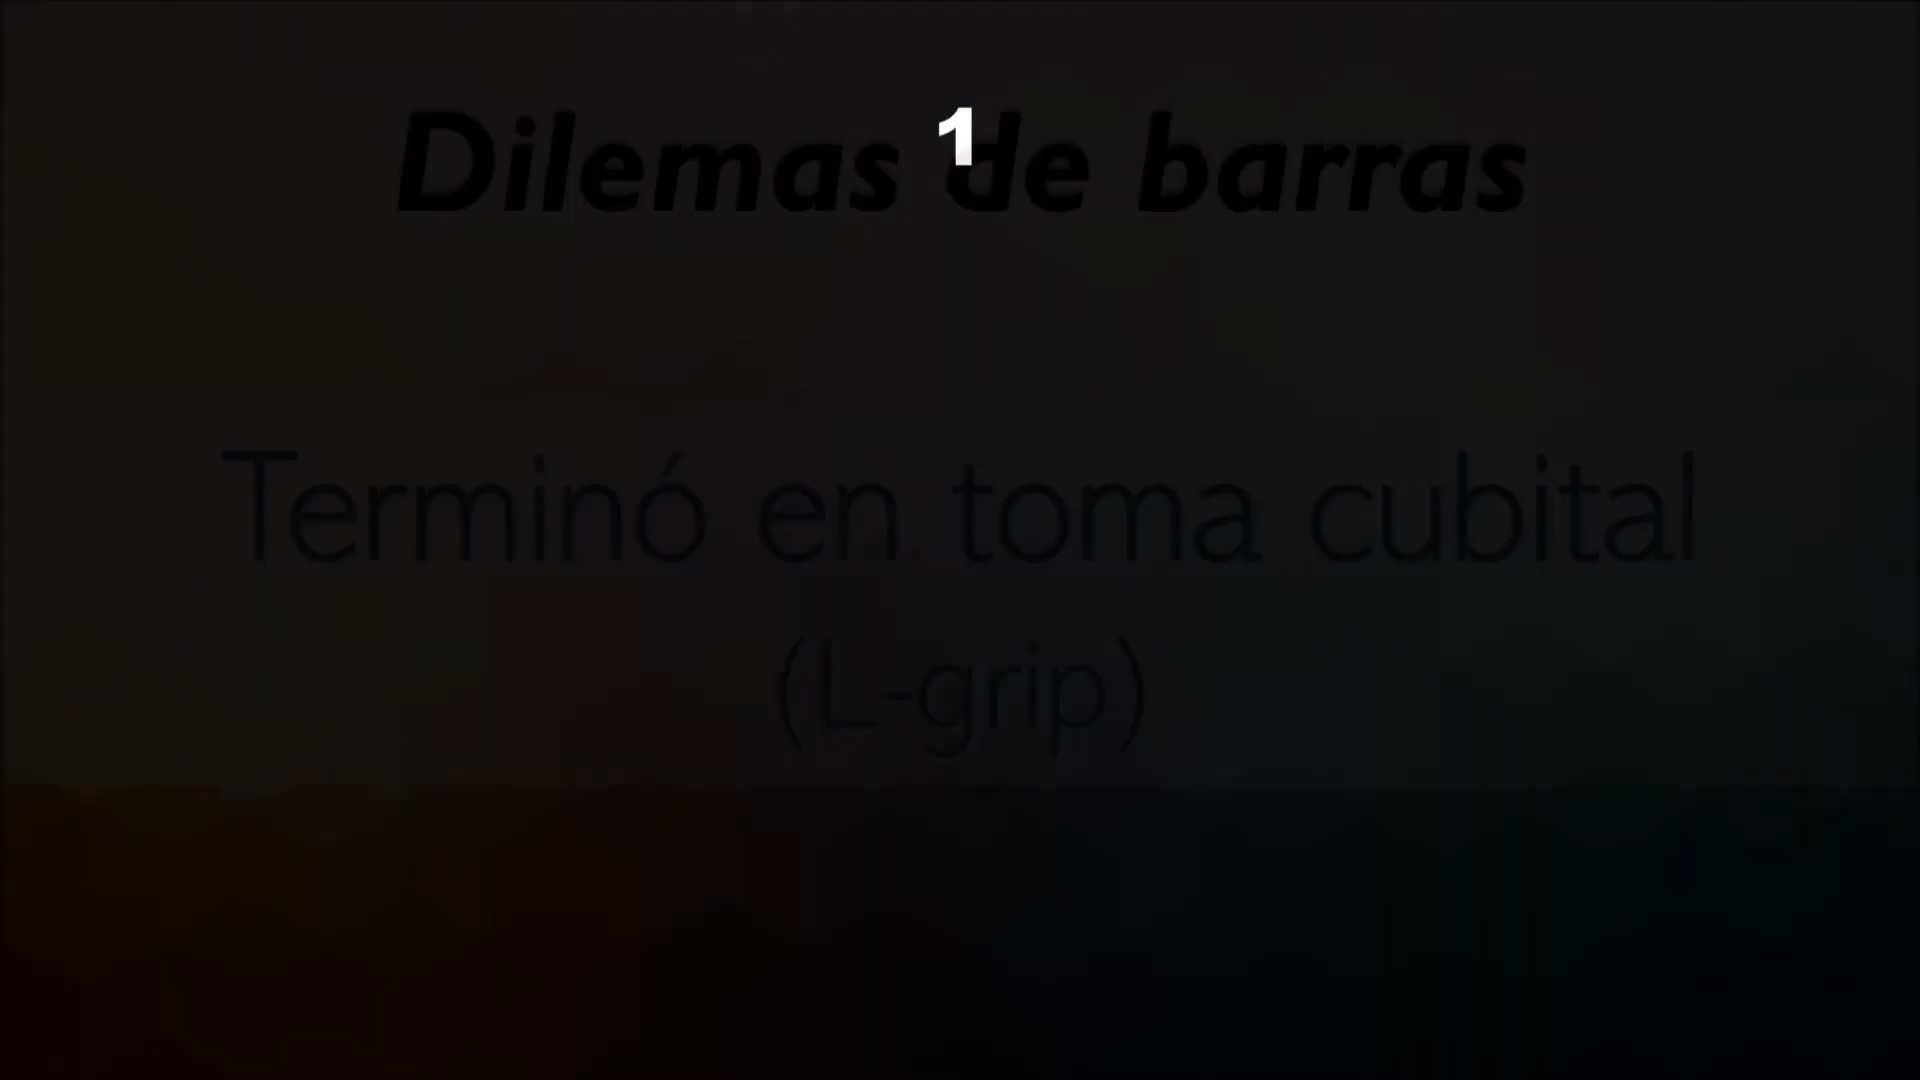 1
Dilemas de barras
Terminó en toma cubital
(L-grip)